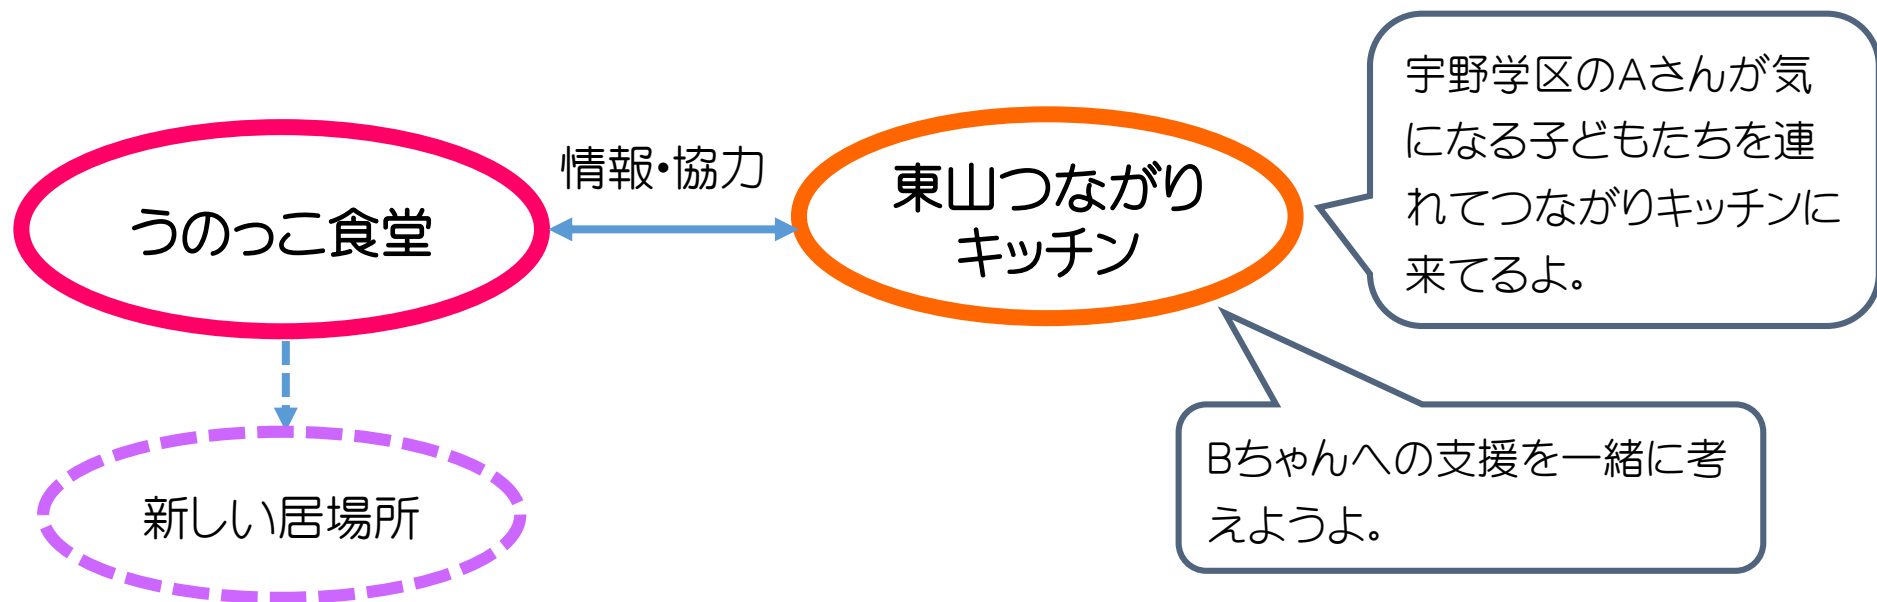 うのっこ食堂
情報・協力
東山つながり
キッチン
宇野学区のAさんが気
になる子どもたちを連
れてつながりキッチンに
来てるよ。
Bちゃんへの支援を一緒に考
えようよ。
新しい居場所